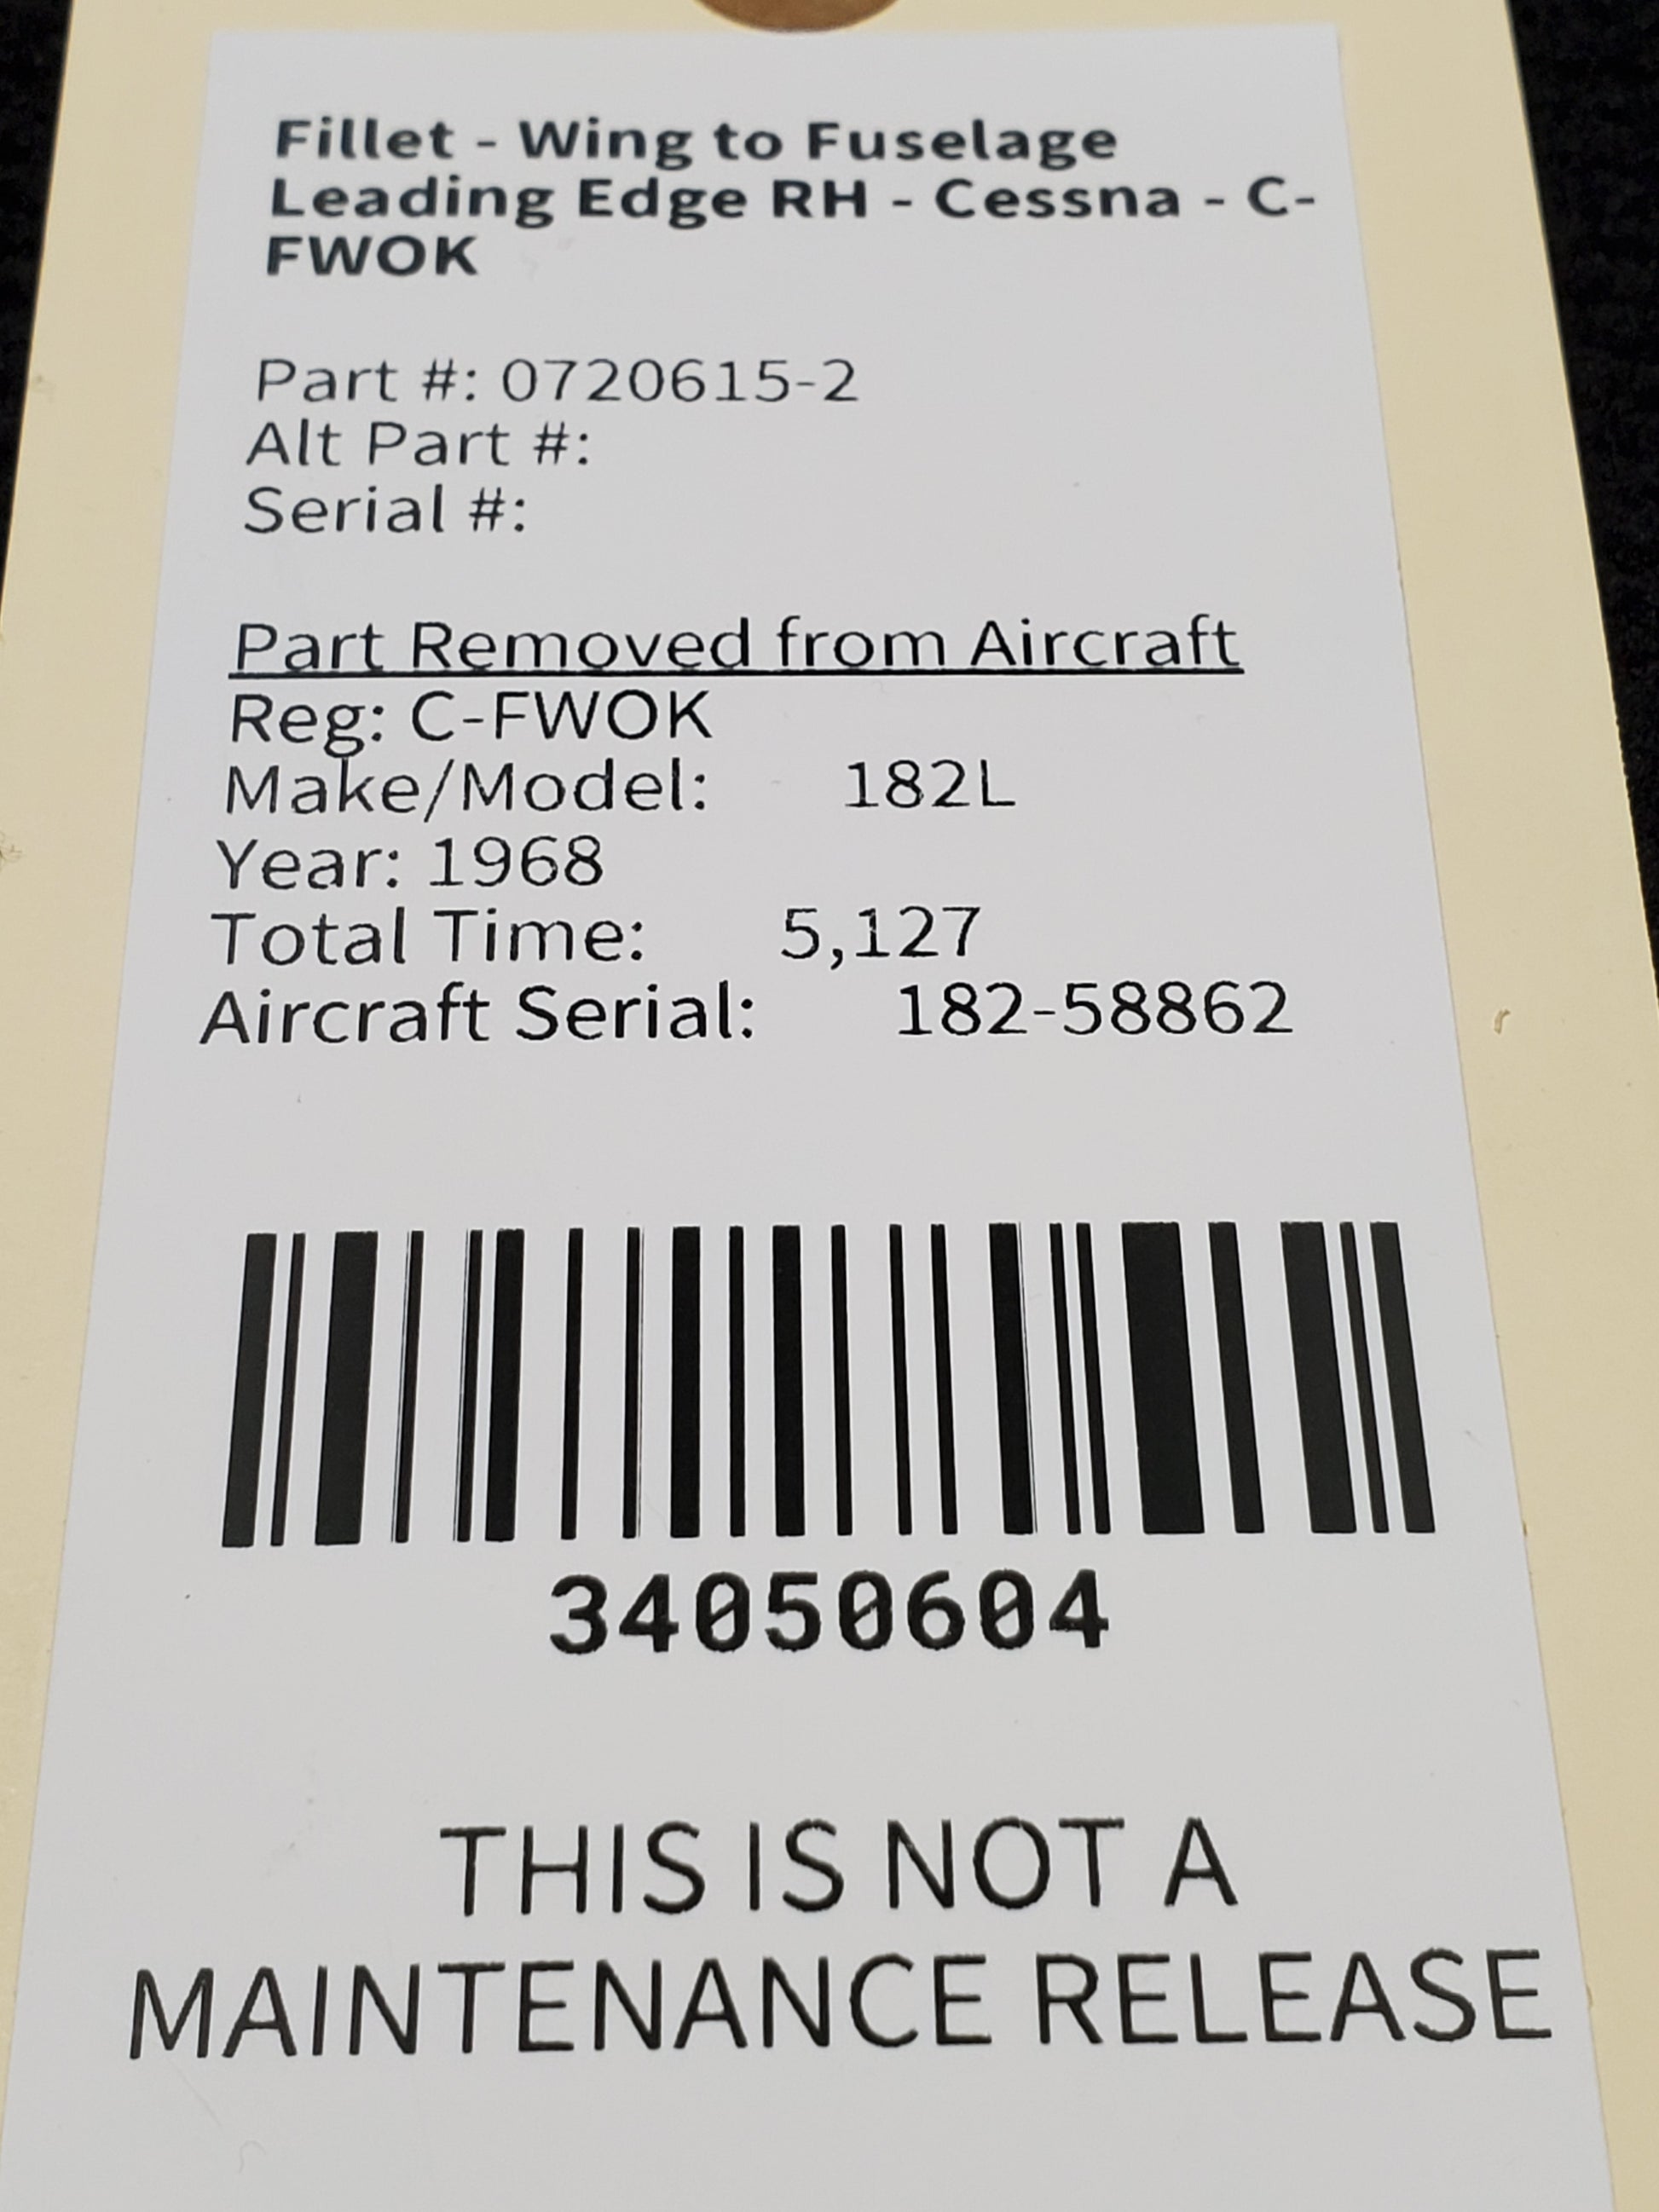 Fillet - Wing to Fuselage
Leading Edge RH - Cessna - C-
FWOK
Part #: 0720615-2
Alt Part #:
Serial #:
Part Removed from Aircraft
Reg: C-FWOK
Make/Model: 182L
Year: 1968
Total Time: 5,127
Aircraft Serial: 182-58862
34050604
THIS IS NOT A
MAINTENANCE RELEASE